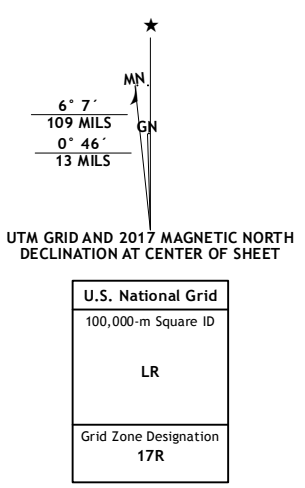 ★
MN
6° 7´
109 MILS
GN
0° 46´
13 MILS
UTM GRID AND 2017 MAGNETIC NORTH
DECLINATION AT CENTER OF SHEET
U.S. National Grid
100,000-m Square ID
LR
Grid Zone Designation
17R